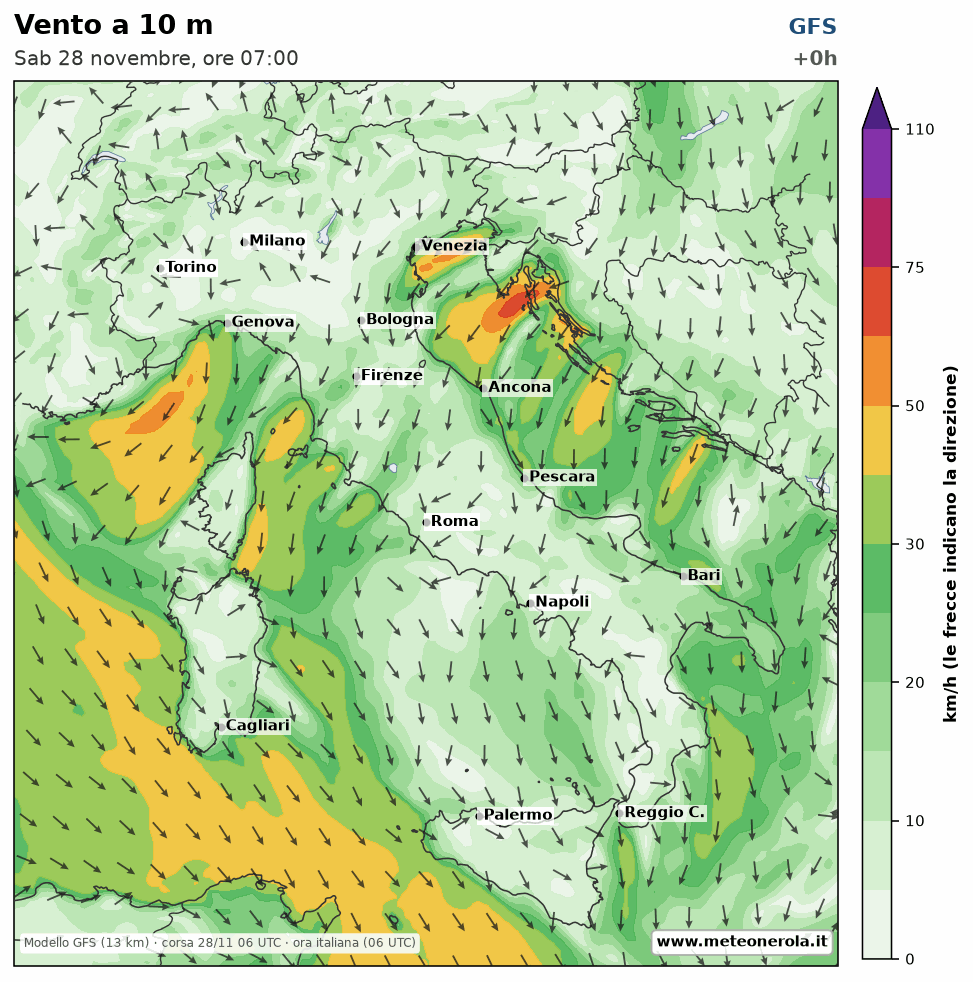 Vento a 10 m
GFS
Sab 28 novembre, ore 07:00
+0h
110
75
50
30
20
10
0
km/h (le frecce indicano la direzione)
Venezia
Milano
Torino
Bologna
Genova
Firenze
Ancona
Pescara
Roma
Bari
Napoli
Cagliari
Palermo
Reggio C.
Modello GFS (13 km) · corsa 28/11 06 UTC · ora italiana (06 UTC)
www.meteonerola.it